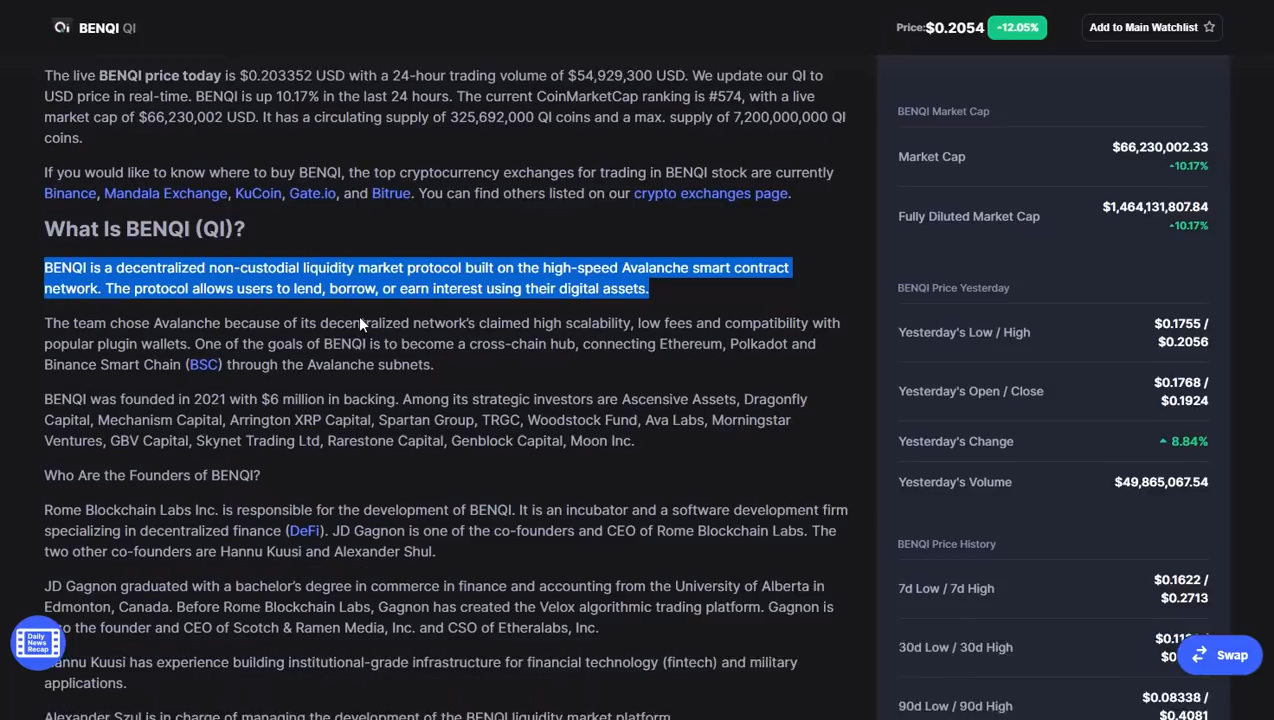 BENQI QI
Price:$0.2054 -12.05% Add to Main Watchlist
The live BENQI price today is $0.203352 USD with a 24-hour trading volume of $54,929,300 USD. We update our QI to
USD price in real-time. BENQI is up 10.17% in the last 24 hours. The current CoinMarketCap ranking is #574, with a live
market cap of $66,230,002 USD. It has a circulating supply of 325,692,000 QI coins and a max. supply of 7,200,000,000 QI
coins.
If you would like to know where to buy BENQI, the top cryptocurrency exchanges for trading in BENQI stock are currently
Binance, Mandala Exchange, KuCoin, Gate.io, and Bitrue. You can find others listed on our crypto exchanges page.
What Is BENQI (QI)?
BENQI is a decentralized non-custodial liquidity market protocol built on the high-speed Avalanche smart contract
network. The protocol allows users to lend, borrow, or earn interest using their digital assets.
The team chose Avalanche because of its decentralized network's claimed high scalability, low fees and compatibility with
popular plugin wallets. One of the goals of BENQI is to become a cross-chain hub, connecting Ethereum, Polkadot and
Binance Smart Chain (BSC) through the Avalanche subnets.
BENQI was founded in 2021 with $6 million in backing. Among its strategic investors are Ascensive Assets, Dragonfly
Capital, Mechanism Capital, Arrington XRP Capital, Spartan Group, TRGC, Woodstock Fund, Ava Labs, Morningstar
Ventures, GBV Capital, Skynet Trading Ltd, Rarestone Capital, Genblock Capital, Moon Inc.
Who Are the Founders of BENQI?
Rome Blockchain Labs Inc. is responsible for the development of BENQI. It is an incubator and a software development firm
specializing in decentralized finance (DeFi). JD Gagnon is one of the co-founders and CEO of Rome Blockchain Labs. The
two other co-founders are Hannu Kuusi and Alexander Shul.
JD Gagnon graduated with a bachelor's degree in commerce in finance and accounting from the University of Alberta in
Edmonton, Canada. Before Rome Blockchain Labs, Gagnon has created the Velox algorithmic trading platform. Gagnon is
the founder and CEO of Scotch & Ramen Media, Inc. and CSO of Etheralabs, Inc.
Hannu Kuusi has experience building institutional-grade infrastructure for financial technology (fintech) and military
applications.
Alexander Szul is in charge of managing the development of the BENQI liquidity market platform.
Daily
News
Recap
BENQI Market Cap
Market Cap $66,230,002.33
10.17%
Fully Diluted Market Cap $1,464,131,807.84
10.17%
BENQI Price Yesterday
Yesterday's Low / High $0.1755 /
$0.2056
Yesterday's Open / Close $0.1768 /
$0.1924
Yesterday's Change 8.84%
Yesterday's Volume $49,865,067.54
BENQI Price History
7d Low / 7d High $0.1622 /
$0.2713
30d Low / 30d High
90d Low / 90d High $0.08338 /
$0.4081
Swap